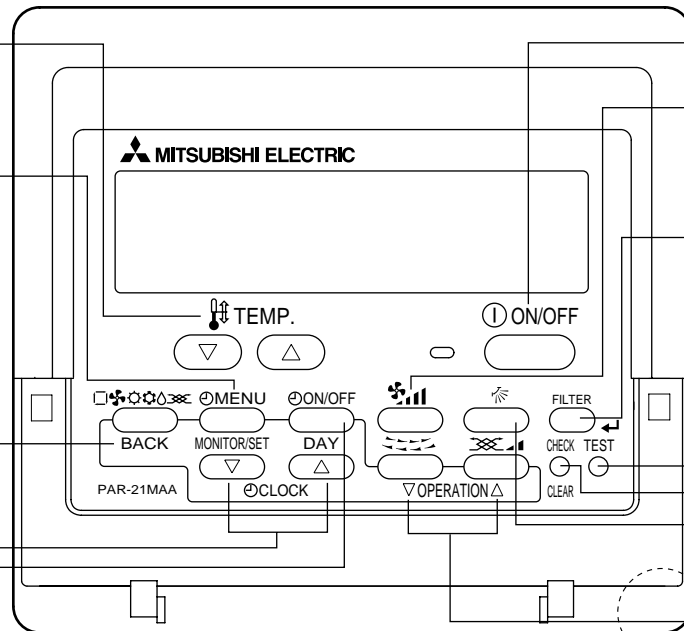 MITSUBISHI ELECTRIC
TEMP.
ON/OFF
MENU
ON/OFF
FILTER
BACK
MONITOR/SET
DAY
CHECK
TEST
PAR-21MAA
CLOCK
OPERATION
CLEAR